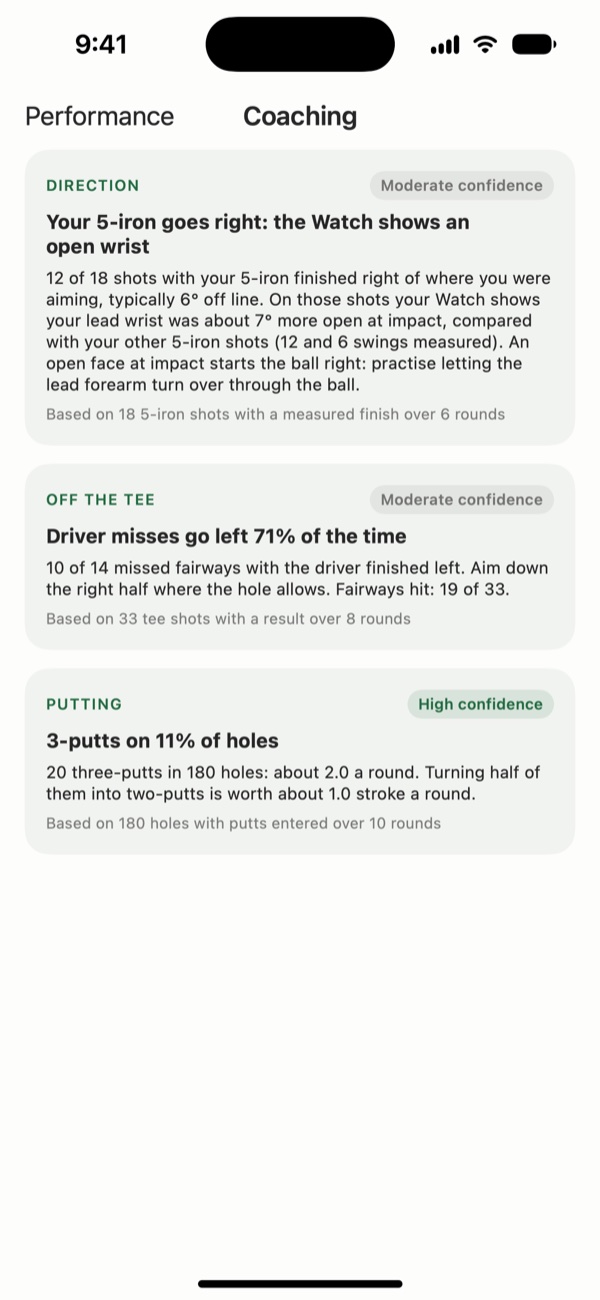 9:41
Performance Coaching
DIRECTION Moderate confidence
Your 5-iron goes right: the Watch shows an
open wrist
12 of 18 shots with your 5-iron finished right of where you were
aiming, typically 6° off line. On those shots your Watch shows
your lead wrist was about 7° more open at impact, compared
with your other 5-iron shots (12 and 6 swings measured). An
open face at impact starts the ball right: practise letting the
lead forearm turn over through the ball.
Based on 18 5-iron shots with a measured finish over 6 rounds
OFF THE TEE Moderate confidence
Driver misses go left 71% of the time
10 of 14 missed fairways with the driver finished left. Aim down
the right half where the hole allows. Fairways hit: 19 of 33.
Based on 33 tee shots with a result over 8 rounds
PUTTING High confidence
3-putts on 11% of holes
20 three-putts in 180 holes: about 2.0 a round. Turning half of
them into two-putts is worth about 1.0 stroke a round.
Based on 180 holes with putts entered over 10 rounds